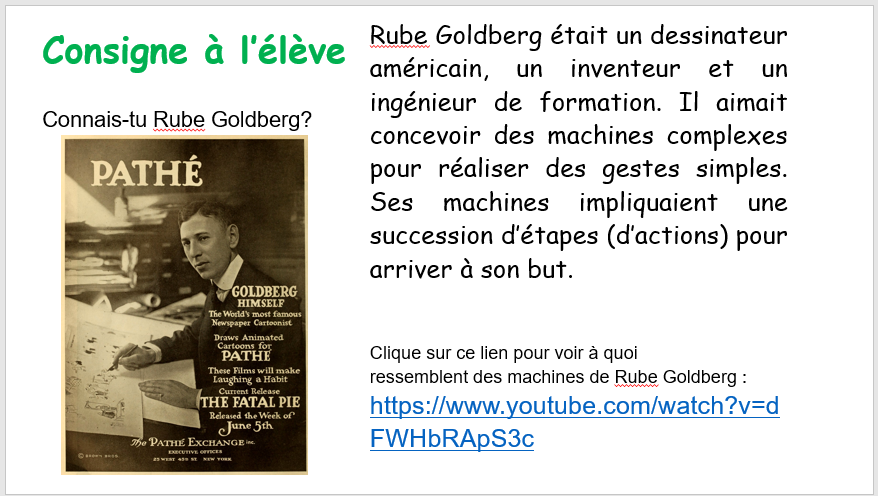 Consigne à l'élève
Connais-tu Rube Goldberg?
PATHÉ
GOLDBERG
HIMSELF
The World's most famous
Newspaper Cartoonist
Draws Animated
Cartoons for
PATHÉ
These Films will make
Laughing a Habit
Current Release
THE FATAL PIE
Released the Week of
June 5th
The PATHÉ EXCHANGE inc.
EXECUTIVE OFFICES
25 WEST 45th ST NEW YORK
Rube Goldberg était un dessinateur
américain, un inventeur et un
ingénieur de formation. Il aimait
concevoir des machines complexes
pour réaliser des gestes simples.
Ses machines impliquaient une
succession d'étapes (d'actions) pour
arriver à son but.
Clique sur ce lien pour voir à quoi
ressemblent des machines de Rube Goldberg :
https://www.youtube.com/watch?v=d
FWHbRApS3c